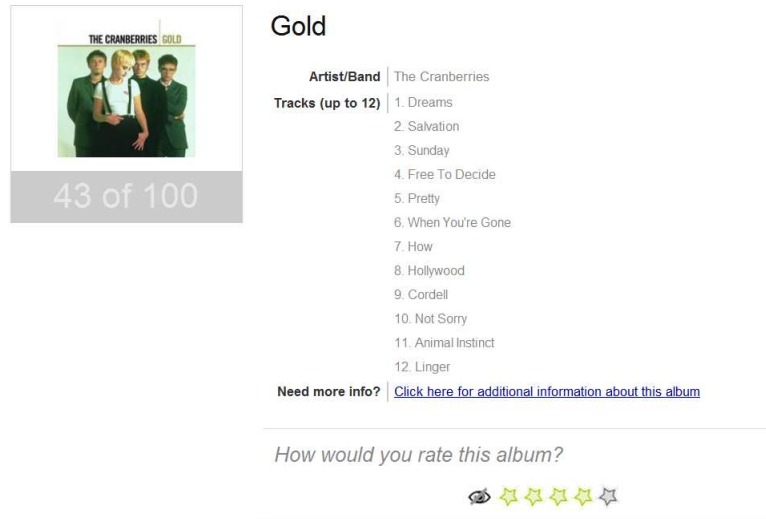 Gold
THE CRANBERRIES GOLD
43 of 100
Artist/Band The Cranberries
Tracks (up to 12) 1. Dreams
2. Salvation
3. Sunday
4. Free To Decide
5. Pretty
6. When You're Gone
7. How
8. Hollywood
9. Cordell
10. Not Sorry
11. Animal Instinct
12. Linger
Need more info? Click here for additional information about this album
How would you rate this album?